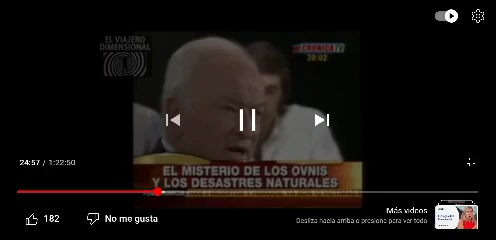 EL VIAJERO
DIMENSIONAL
CRONICA TV
20:02
EL MISTERIO DE LOS OVNIS
Y LOS DESASTRES NATURALES
24:57 / 1:22:50
182
No me gusta
Más videos
Desliza hacia arriba o presiona para ver todo